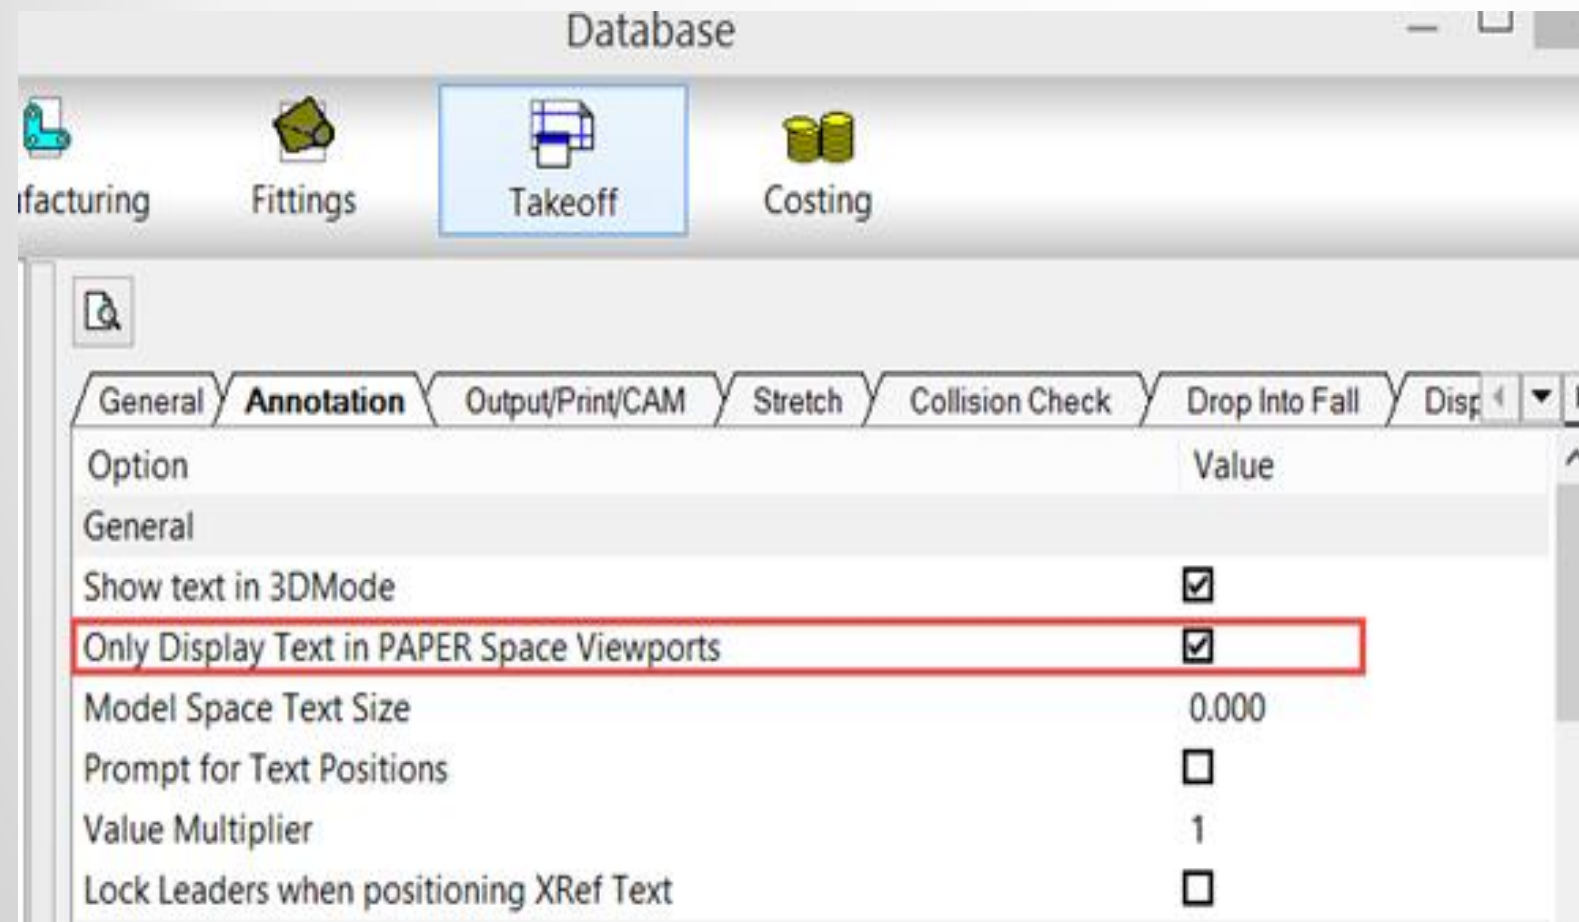 Database
facturing Fittings Takeoff Costing
General Annotation Output/Print/CAM Stretch Collision Check Drop Into Fall Disp
Option Value
General
Show text in 3DMode
Only Display Text in PAPER Space Viewports
Model Space Text Size 0.000
Prompt for Text Positions
Value Multiplier 1
Lock Leaders when positioning XRef Text